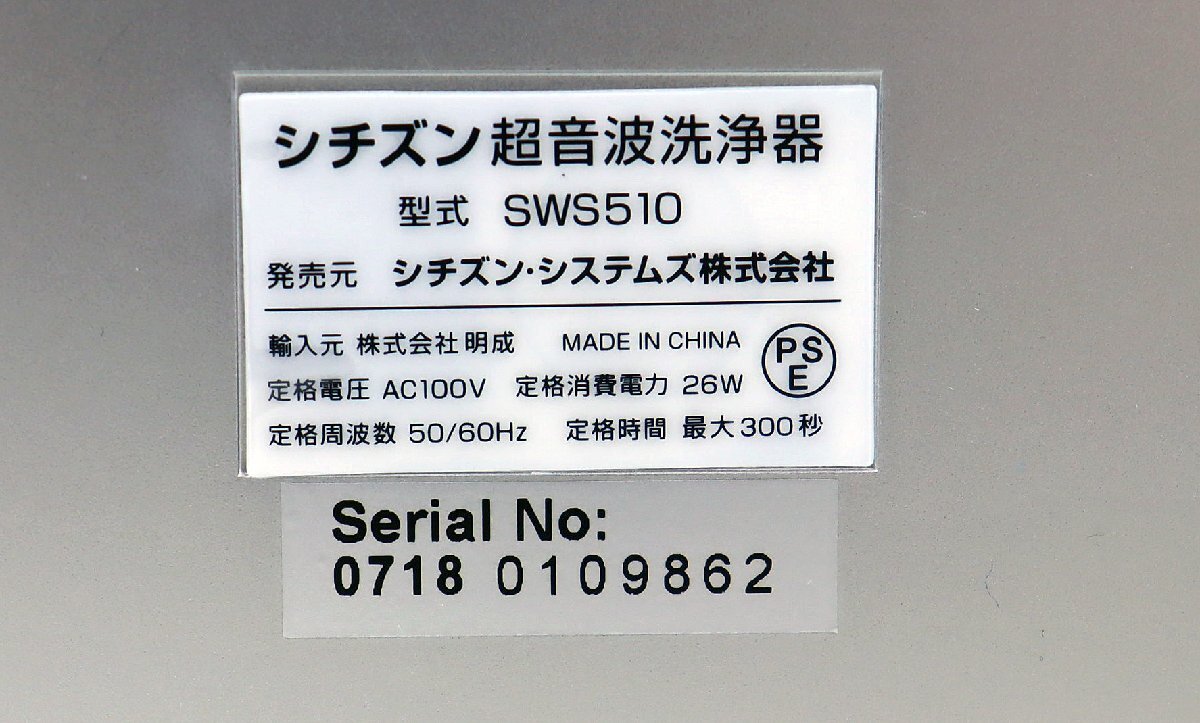 シチズン超音波洗浄器
型式 SWS510
発売元 シチズン・システムズ株式会社
輸入元 株式会社明成 MADE IN CHINA
定格電圧 AC100V 定格消費電力 26W
PSE
定格周波数 50/60Hz 定格時間 最大300秒
Serial No:
0718 0109862